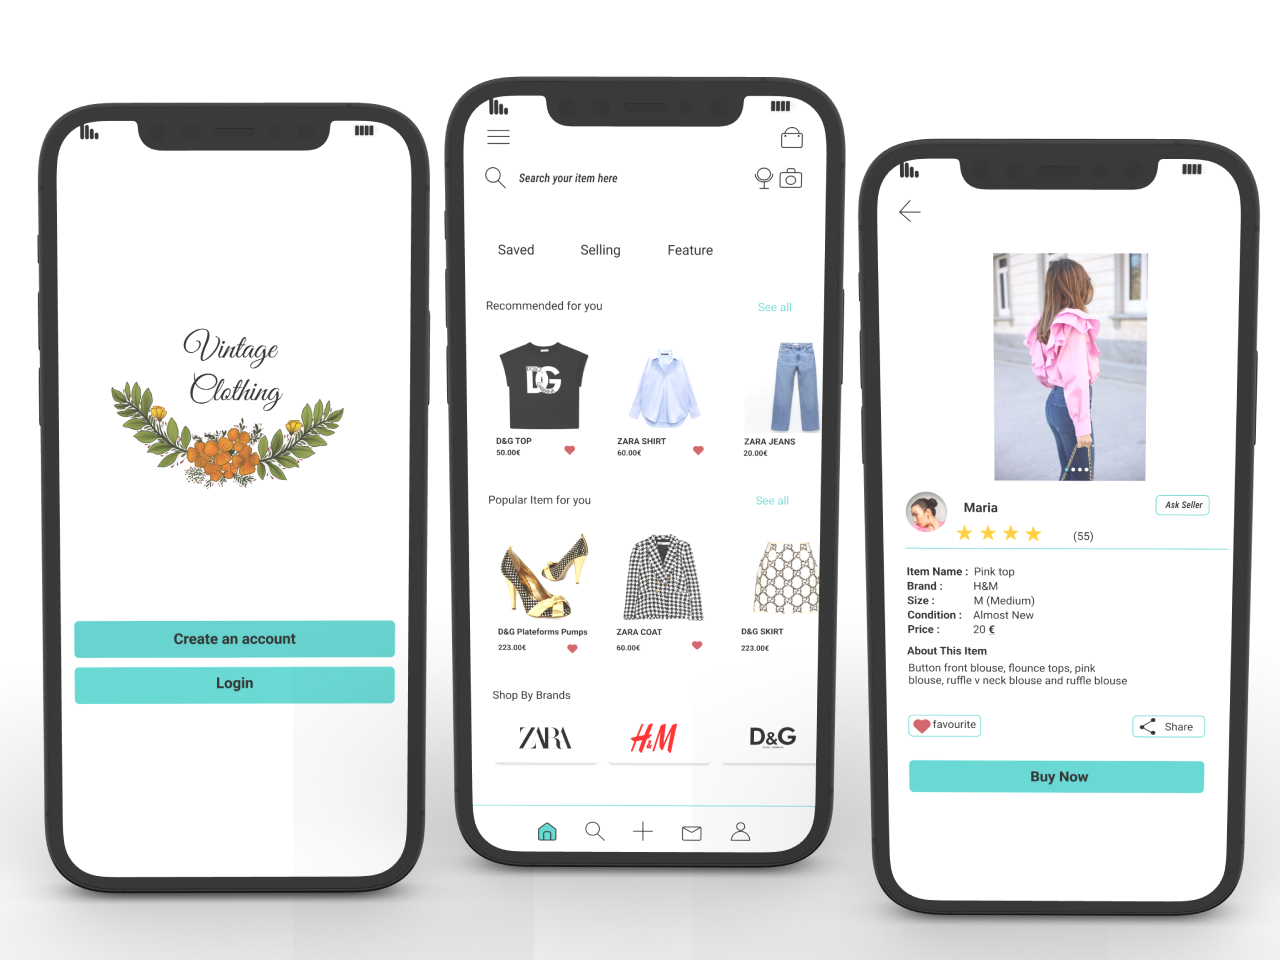 Vintage
Clothing
Create an account
Login
Search your item here
Saved Selling Feature
Recommended for you See all
DG
D&G TOP ZARA SHIRT ZARA JEANS
50.00€ 60.00€ 20.00€
Popular Item for you See all
D&G Plateforms Pumps ZARA COAT D&G SKIRT
223.00€ 60.00€ 223.00€
Shop By Brands
ZARA H&M D&G
Maria Ask Seller
(55)
Item Name : Pink top
Brand : H&M
Size : M (Medium)
Condition : Almost New
Price : 20 €
About This Item
Button front blouse, flounce tops, pink
blouse, ruffle v neck blouse and ruffle blouse
favourite Share
Buy Now